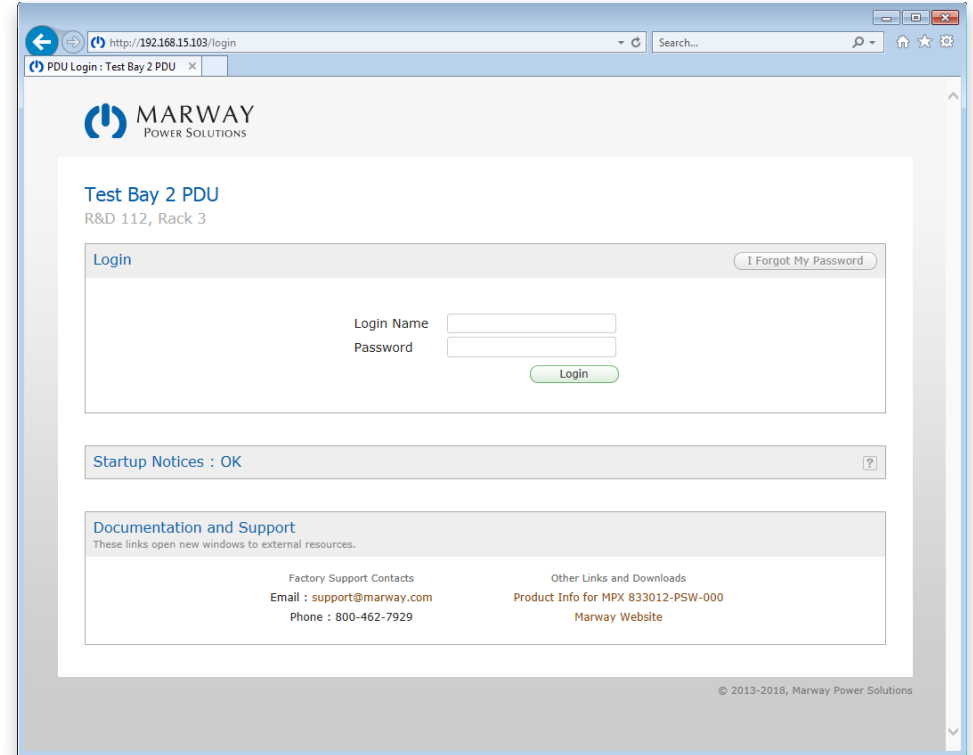 http://192.168.15.103/login
Search...
PDU Login : Test Bay 2 PDU
MARWAY
POWER SOLUTIONS
Test Bay 2 PDU
R&D 112, Rack 3
Login
I Forgot My Password
Login Name
Password
Login
Startup Notices : OK
?
Documentation and Support
These links open new windows to external resources.
Factory Support Contacts
Other Links and Downloads
Email : support@marway.com
Product Info for MPX 833012-PSW-000
Phone : 800-462-7929
Marway Website
© 2013-2018, Marway Power Solutions